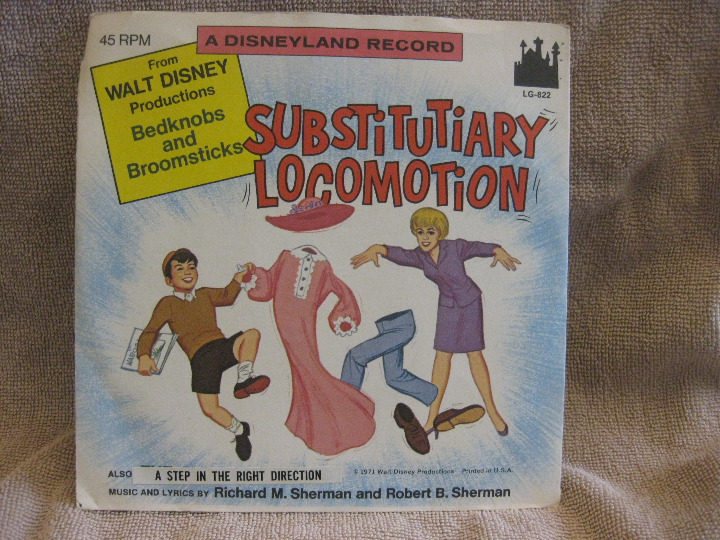 45 RPM
A DISNEYLAND RECORD
LG-822
From
WALT DISNEY
Productions
Bedknobs
and
Broomsticks
SUBSTITUTIARY
LOCOMOTION
ALSO A STEP IN THE RIGHT DIRECTION
© 1971 Walt Disney Productions Printed in U.S.A.
MUSIC AND LYRICS BY Richard M. Sherman and Robert B. Sherman